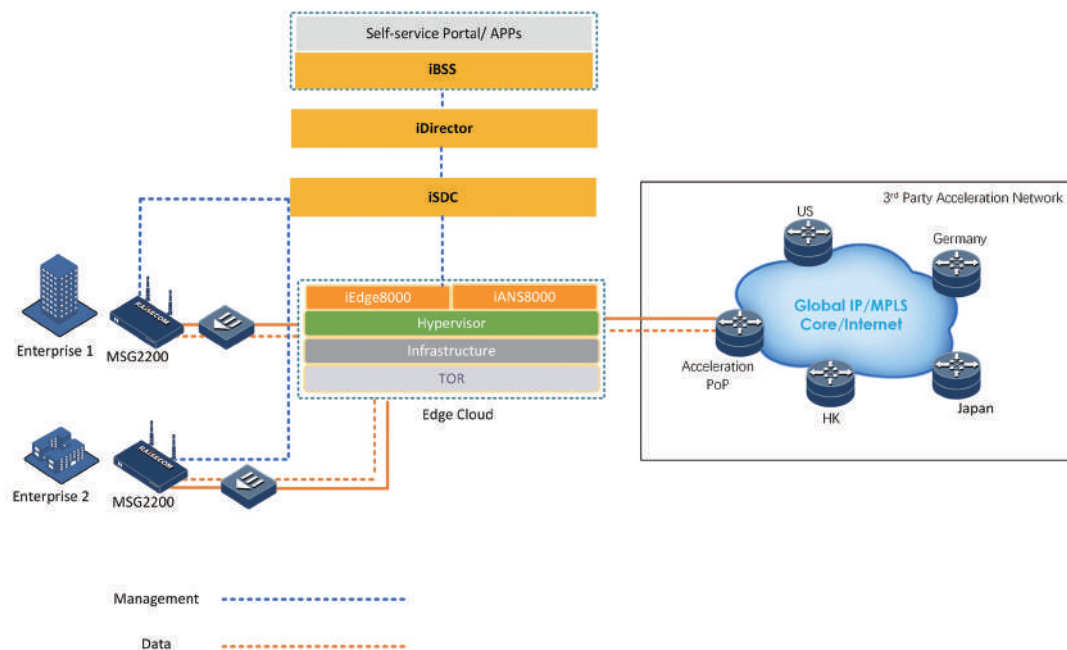 Self-service Portal/ APPs
iBSS
iDirector
iSDC
3rd Party Acceleration Network
US
Germany
iEdge8000
iANS8000
Global IP/MPLS
Core/Internet
RAISECOM
Hypervisor
Enterprise 1
MSG2200
Infrastructure
Acceleration
PoP
TOR
HK
Japan
Edge Cloud
RAISECOM
Enterprise 2
MSG2200
Management
Data